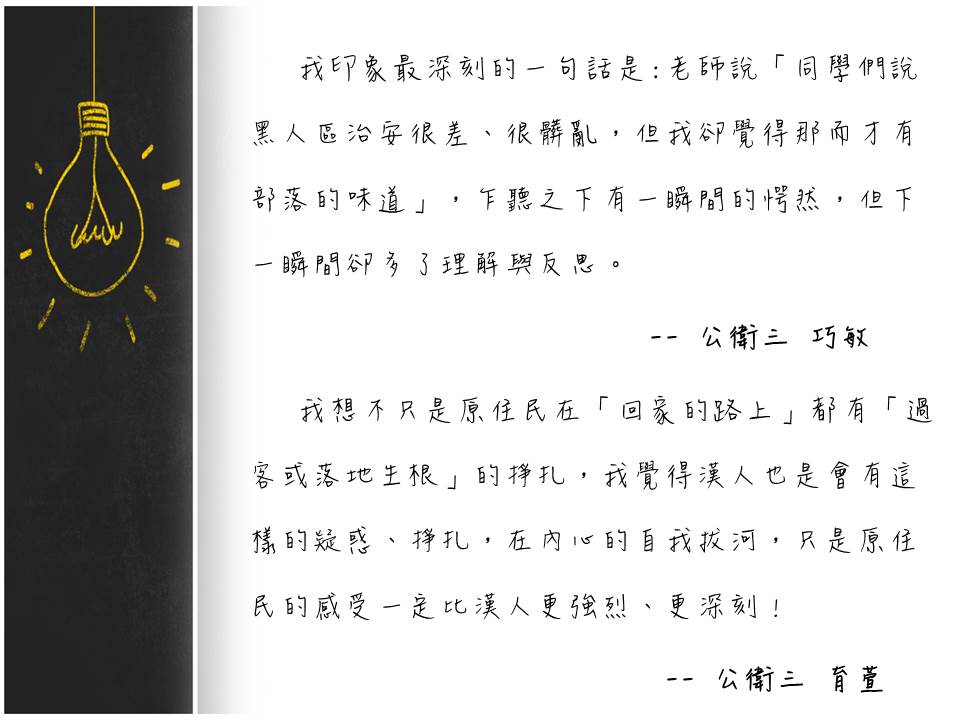 我印象最深刻的一句話是:老師說「同學們說
黑人區治安很差、很髒亂，但我卻覺得那而才有
部落的味道」，乍聽之下有一瞬間的愕然，但下
一瞬間卻多了理解與反思。
-- 公衛三 巧敏
我想不只是原住民在「回家的路上」都有「過
客或落地生根」的掙扎，我覺得漢人也是會有這
樣的疑惑、掙扎，在內心的自我拔河，只是原住
民的感受一定比漢人更強烈、更深刻!
-- 公衛三 育萱